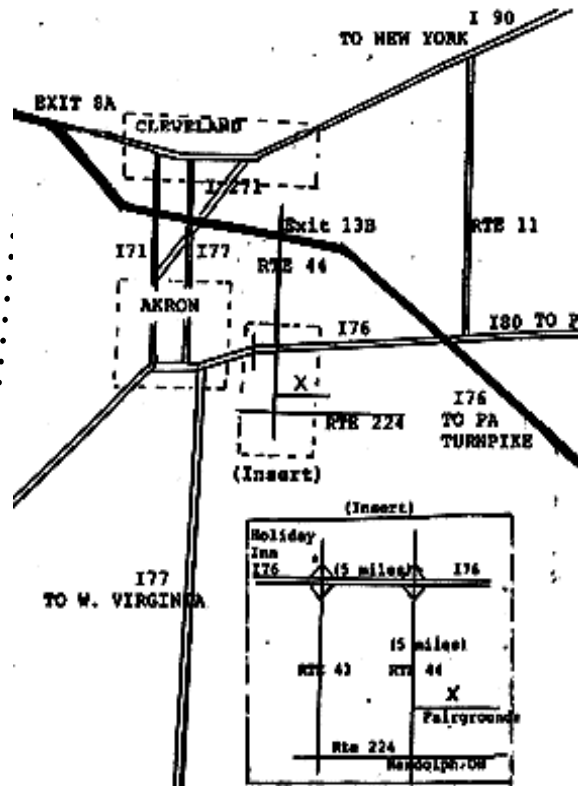 I 90
TO NEW YORK
EXIT 8A
CLEVELAND
I 271
Exit 13B
RTE 11
I71
I77
RTE 44
AKRON
I76
I80 TO P
X
I76
TO PA
TURNPIKE
RTE 224
(Insert)
(Insert)
Holiday
Inn
I76
(5 miles)
I76
I77
TO W. VIRGINIA
(5 miles)
RTE 43
RTE 44
X
Fairgrounds
Rte 224
Randolph.OH